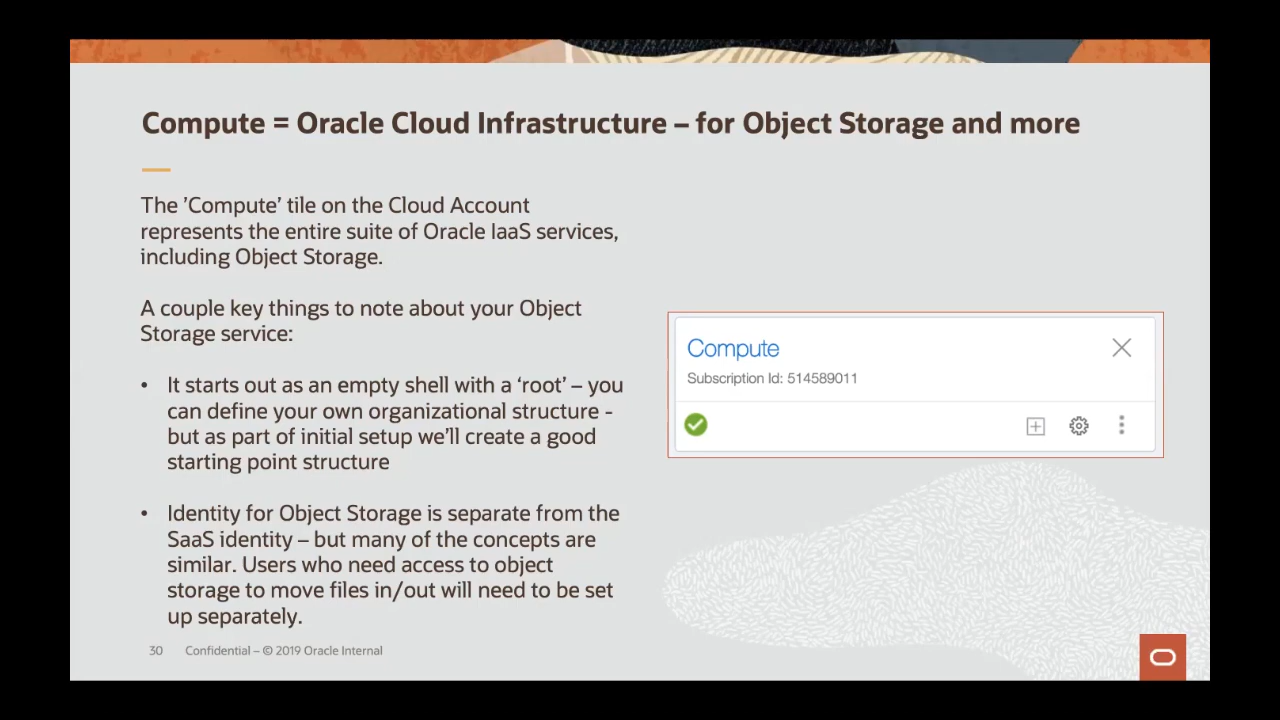 Compute = Oracle Cloud Infrastructure – for Object Storage and more
The ’Compute’ tile on the Cloud Account
represents the entire suite of Oracle IaaS services,
including Object Storage.
A couple key things to note about your Object
Storage service:
• It starts out as an empty shell with a ‘root’ – you
can define your own organizational structure -
but as part of initial setup we’ll create a good
starting point structure
• Identity for Object Storage is separate from the
SaaS identity – but many of the concepts are
similar. Users who need access to object
storage to move files in/out will need to be set
up separately.
Compute
Subscription Id: 514589011
30 Confidential – © 2019 Oracle Internal